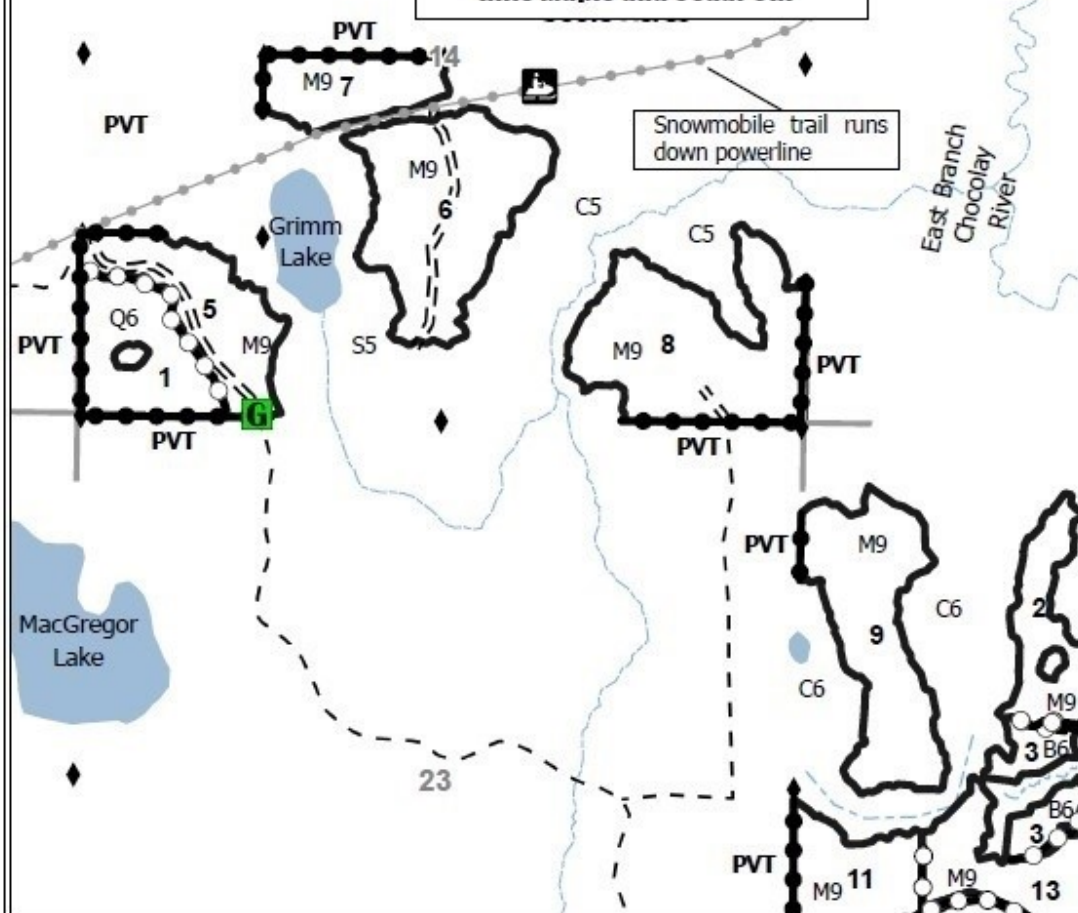 PVT
14
M9 7
PVT
Snowmobile trail runs
down powerline
M9
6
C5
C5
East Branch
Chocolay
River
Grimm
Lake
5
Q6
M9
1
PVT
S5
M9 8
PVT
G
PVT
PVT
PVT
M9
C6
2
9
MacGregor
Lake
C6
M9
3 B6
23
B6
3
PVT
M9 11
M9
13